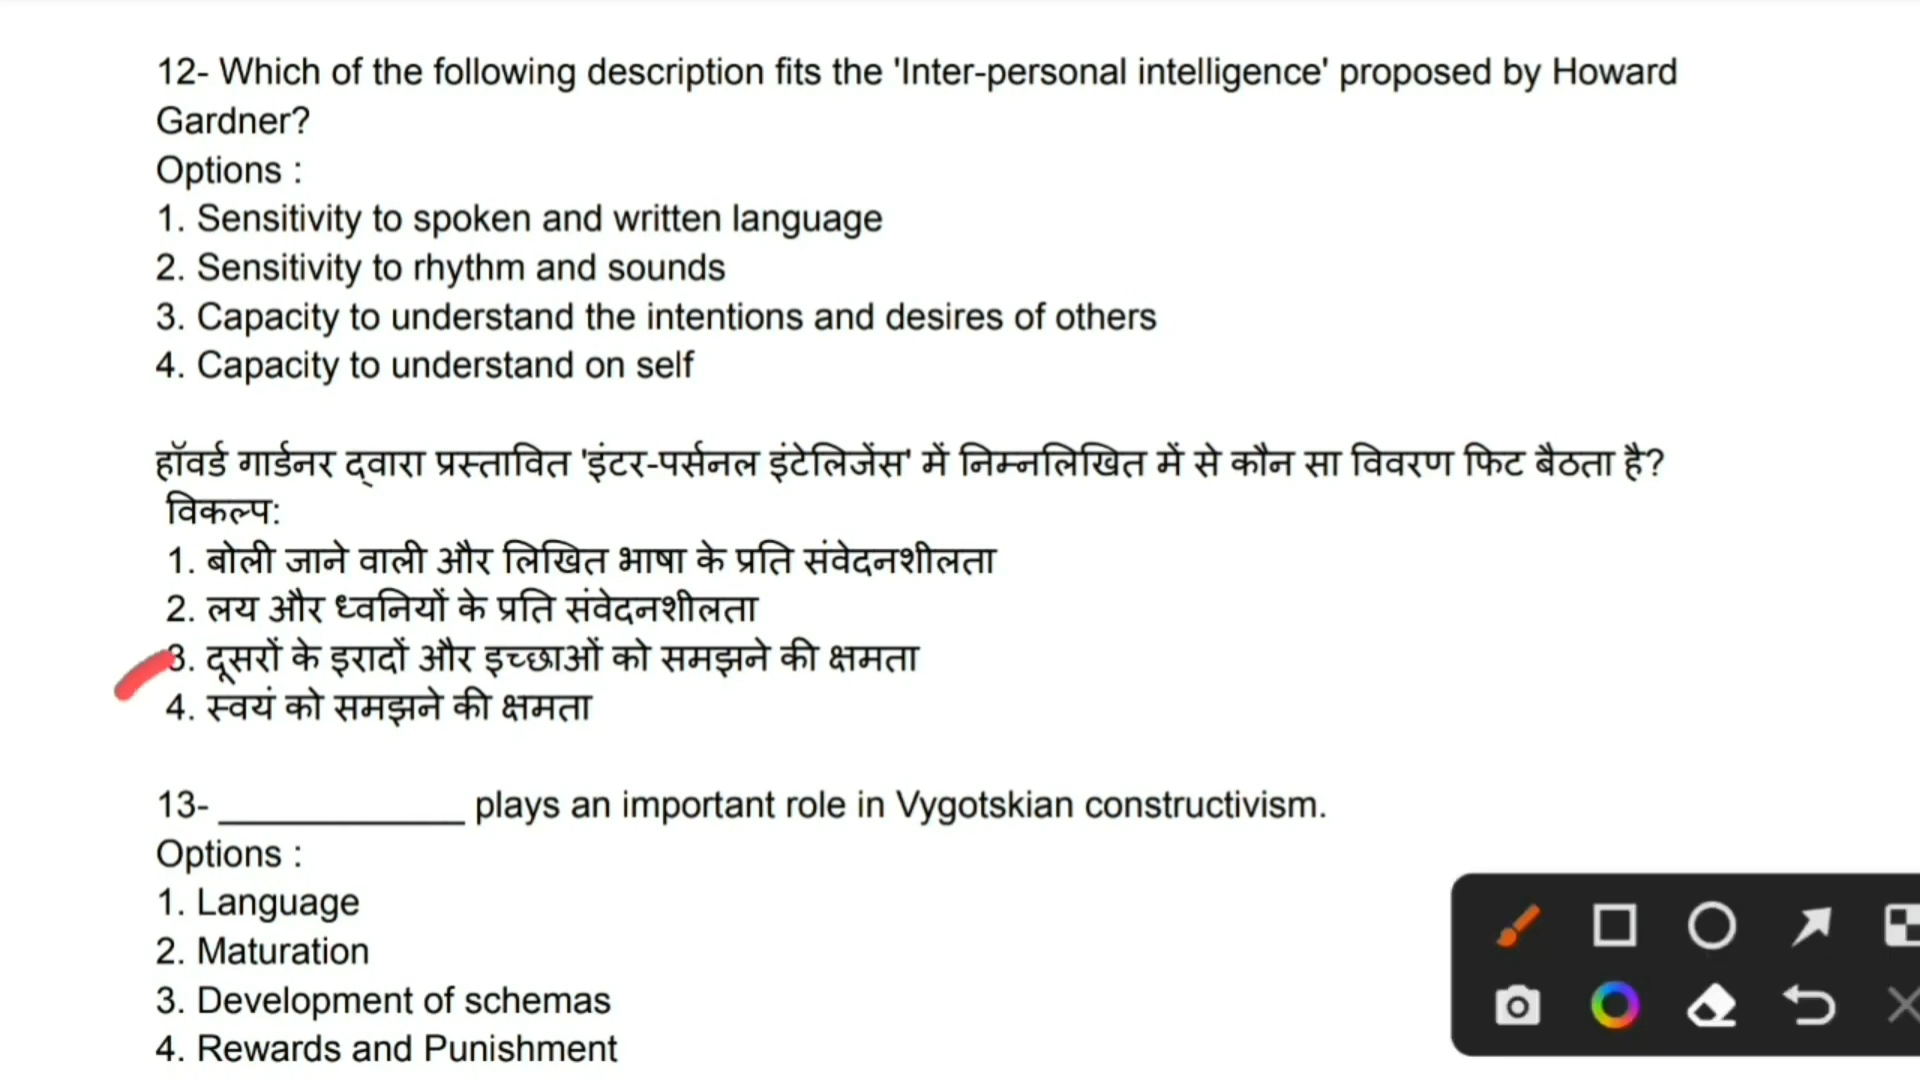 12- Which of the following description fits the 'Inter-personal intelligence' proposed by Howard
Gardner?
Options :
1. Sensitivity to spoken and written language
2. Sensitivity to rhythm and sounds
3. Capacity to understand the intentions and desires of others
4. Capacity to understand on self
हॉवर्ड गार्डनर द्वारा प्रस्तावित 'इंटर-पर्सनल इंटेलिजेंस' में निम्नलिखित में से कौन सा विवरण फिट बैठता है?
विकल्प:
1. बोली जाने वाली और लिखित भाषा के प्रति संवेदनशीलता
2. लय और ध्वनियों के प्रति संवेदनशीलता
3. दूसरों के इरादों और इच्छाओं को समझने की क्षमता
4. स्वयं को समझने की क्षमता
13- ____________ plays an important role in Vygotskian constructivism.
Options :
1. Language
2. Maturation
3. Development of schemas
4. Rewards and Punishment